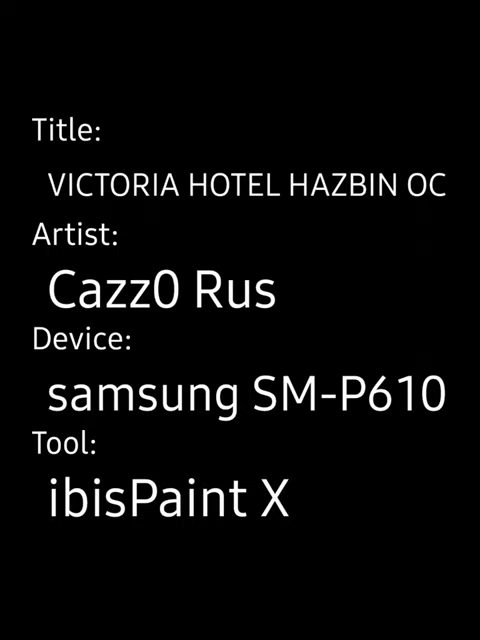 Title:
VICTORIA HOTEL HAZBIN OC
Artist:
Cazz0 Rus
Device:
samsung SM-P610
Tool:
ibisPaint X